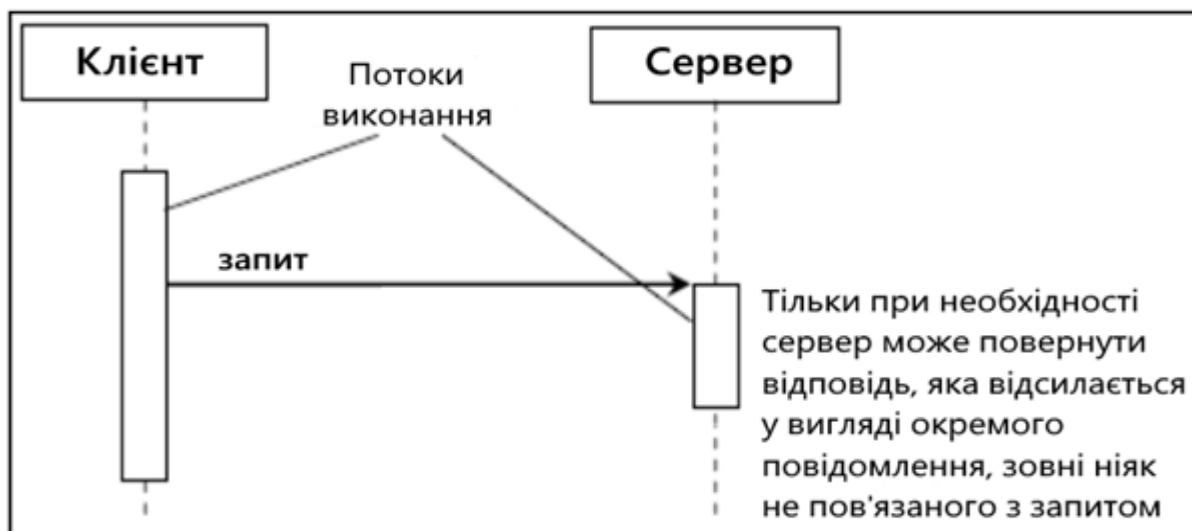 Клієнт
Сервер
Потоки
виконання
запит
Тільки при необхідності
сервер може повернути
відповідь, яка відсилається
у вигляді окремого
повідомлення, зовні ніяк
не пов'язаного з запитом